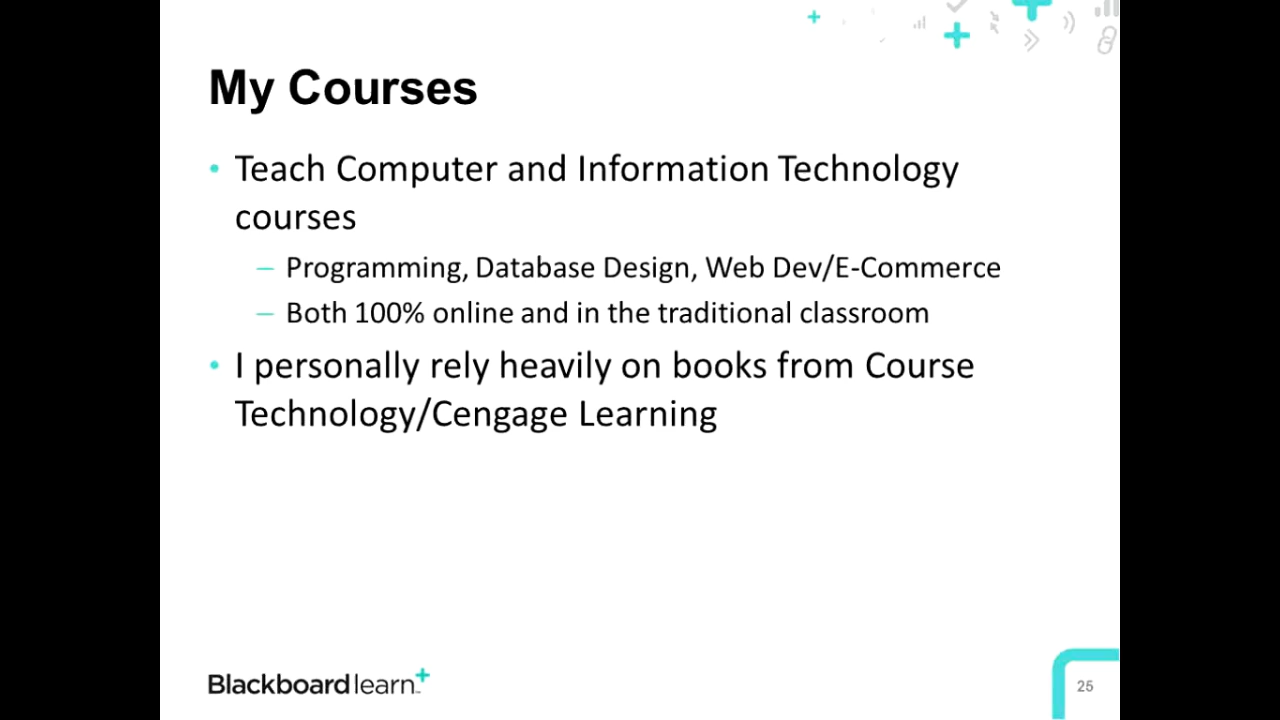 My Courses
• Teach Computer and Information Technology
courses
– Programming, Database Design, Web Dev/E-Commerce
– Both 100% online and in the traditional classroom
• I personally rely heavily on books from Course
Technology/Cengage Learning
Blackboard learn+
25